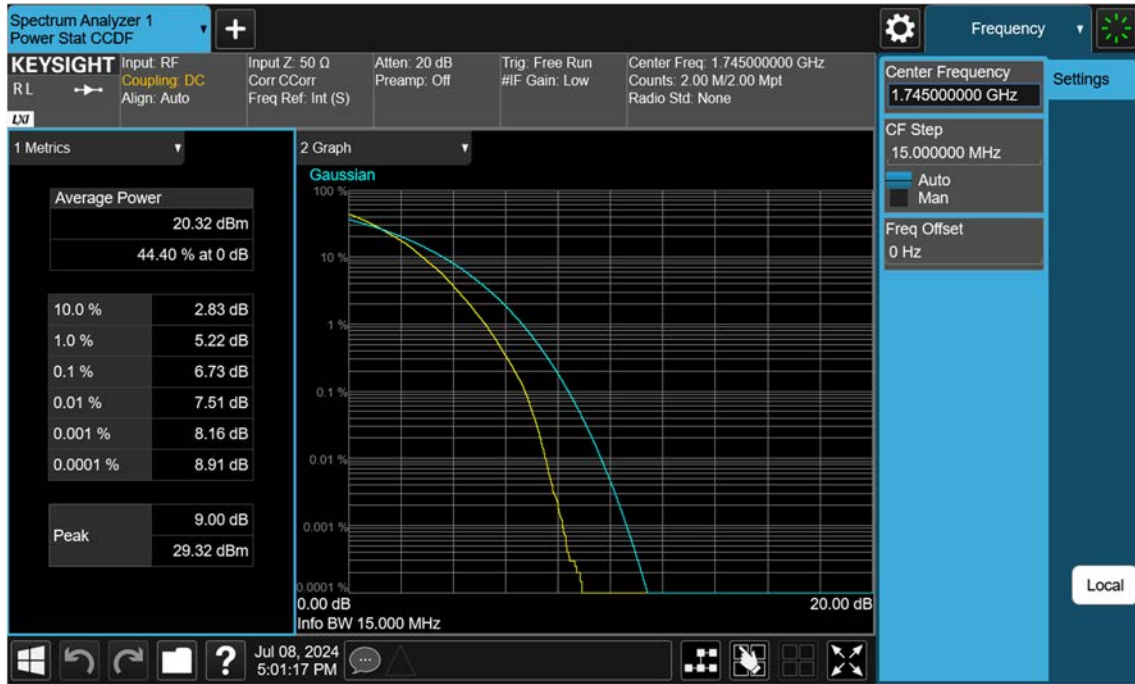 Spectrum Analyzer 1
Power Stat CCDF
Frequency
KEYSIGHT
R L
LXI
Input: RF
Coupling: DC
Align: Auto
Input Z: 50 Ω
Corr CCorr
Freq Ref: Int (S)
Atten: 20 dB
Preamp: Off
Trig: Free Run
#IF Gain: Low
Center Freq: 1.745000000 GHz
Counts: 2.00 M/2.00 Mpt
Radio Std: None
Center Frequency
1.745000000 GHz
Settings
CF Step
15.000000 MHz
Auto
Man
Freq Offset
0 Hz
Local
1 Metrics
Average Power
20.32 dBm
44.40 % at 0 dB
10.0 % 2.83 dB
1.0 % 5.22 dB
0.1 % 6.73 dB
0.01 % 7.51 dB
0.001 % 8.16 dB
0.0001 % 8.91 dB
Peak
9.00 dB
29.32 dBm
2 Graph
Gaussian
100 %
10 %
1 %
0.1 %
0.01 %
0.001 %
0.0001 %
0.00 dB 20.00 dB
Info BW 15.000 MHz
?
Jul 08, 2024
5:01:17 PM